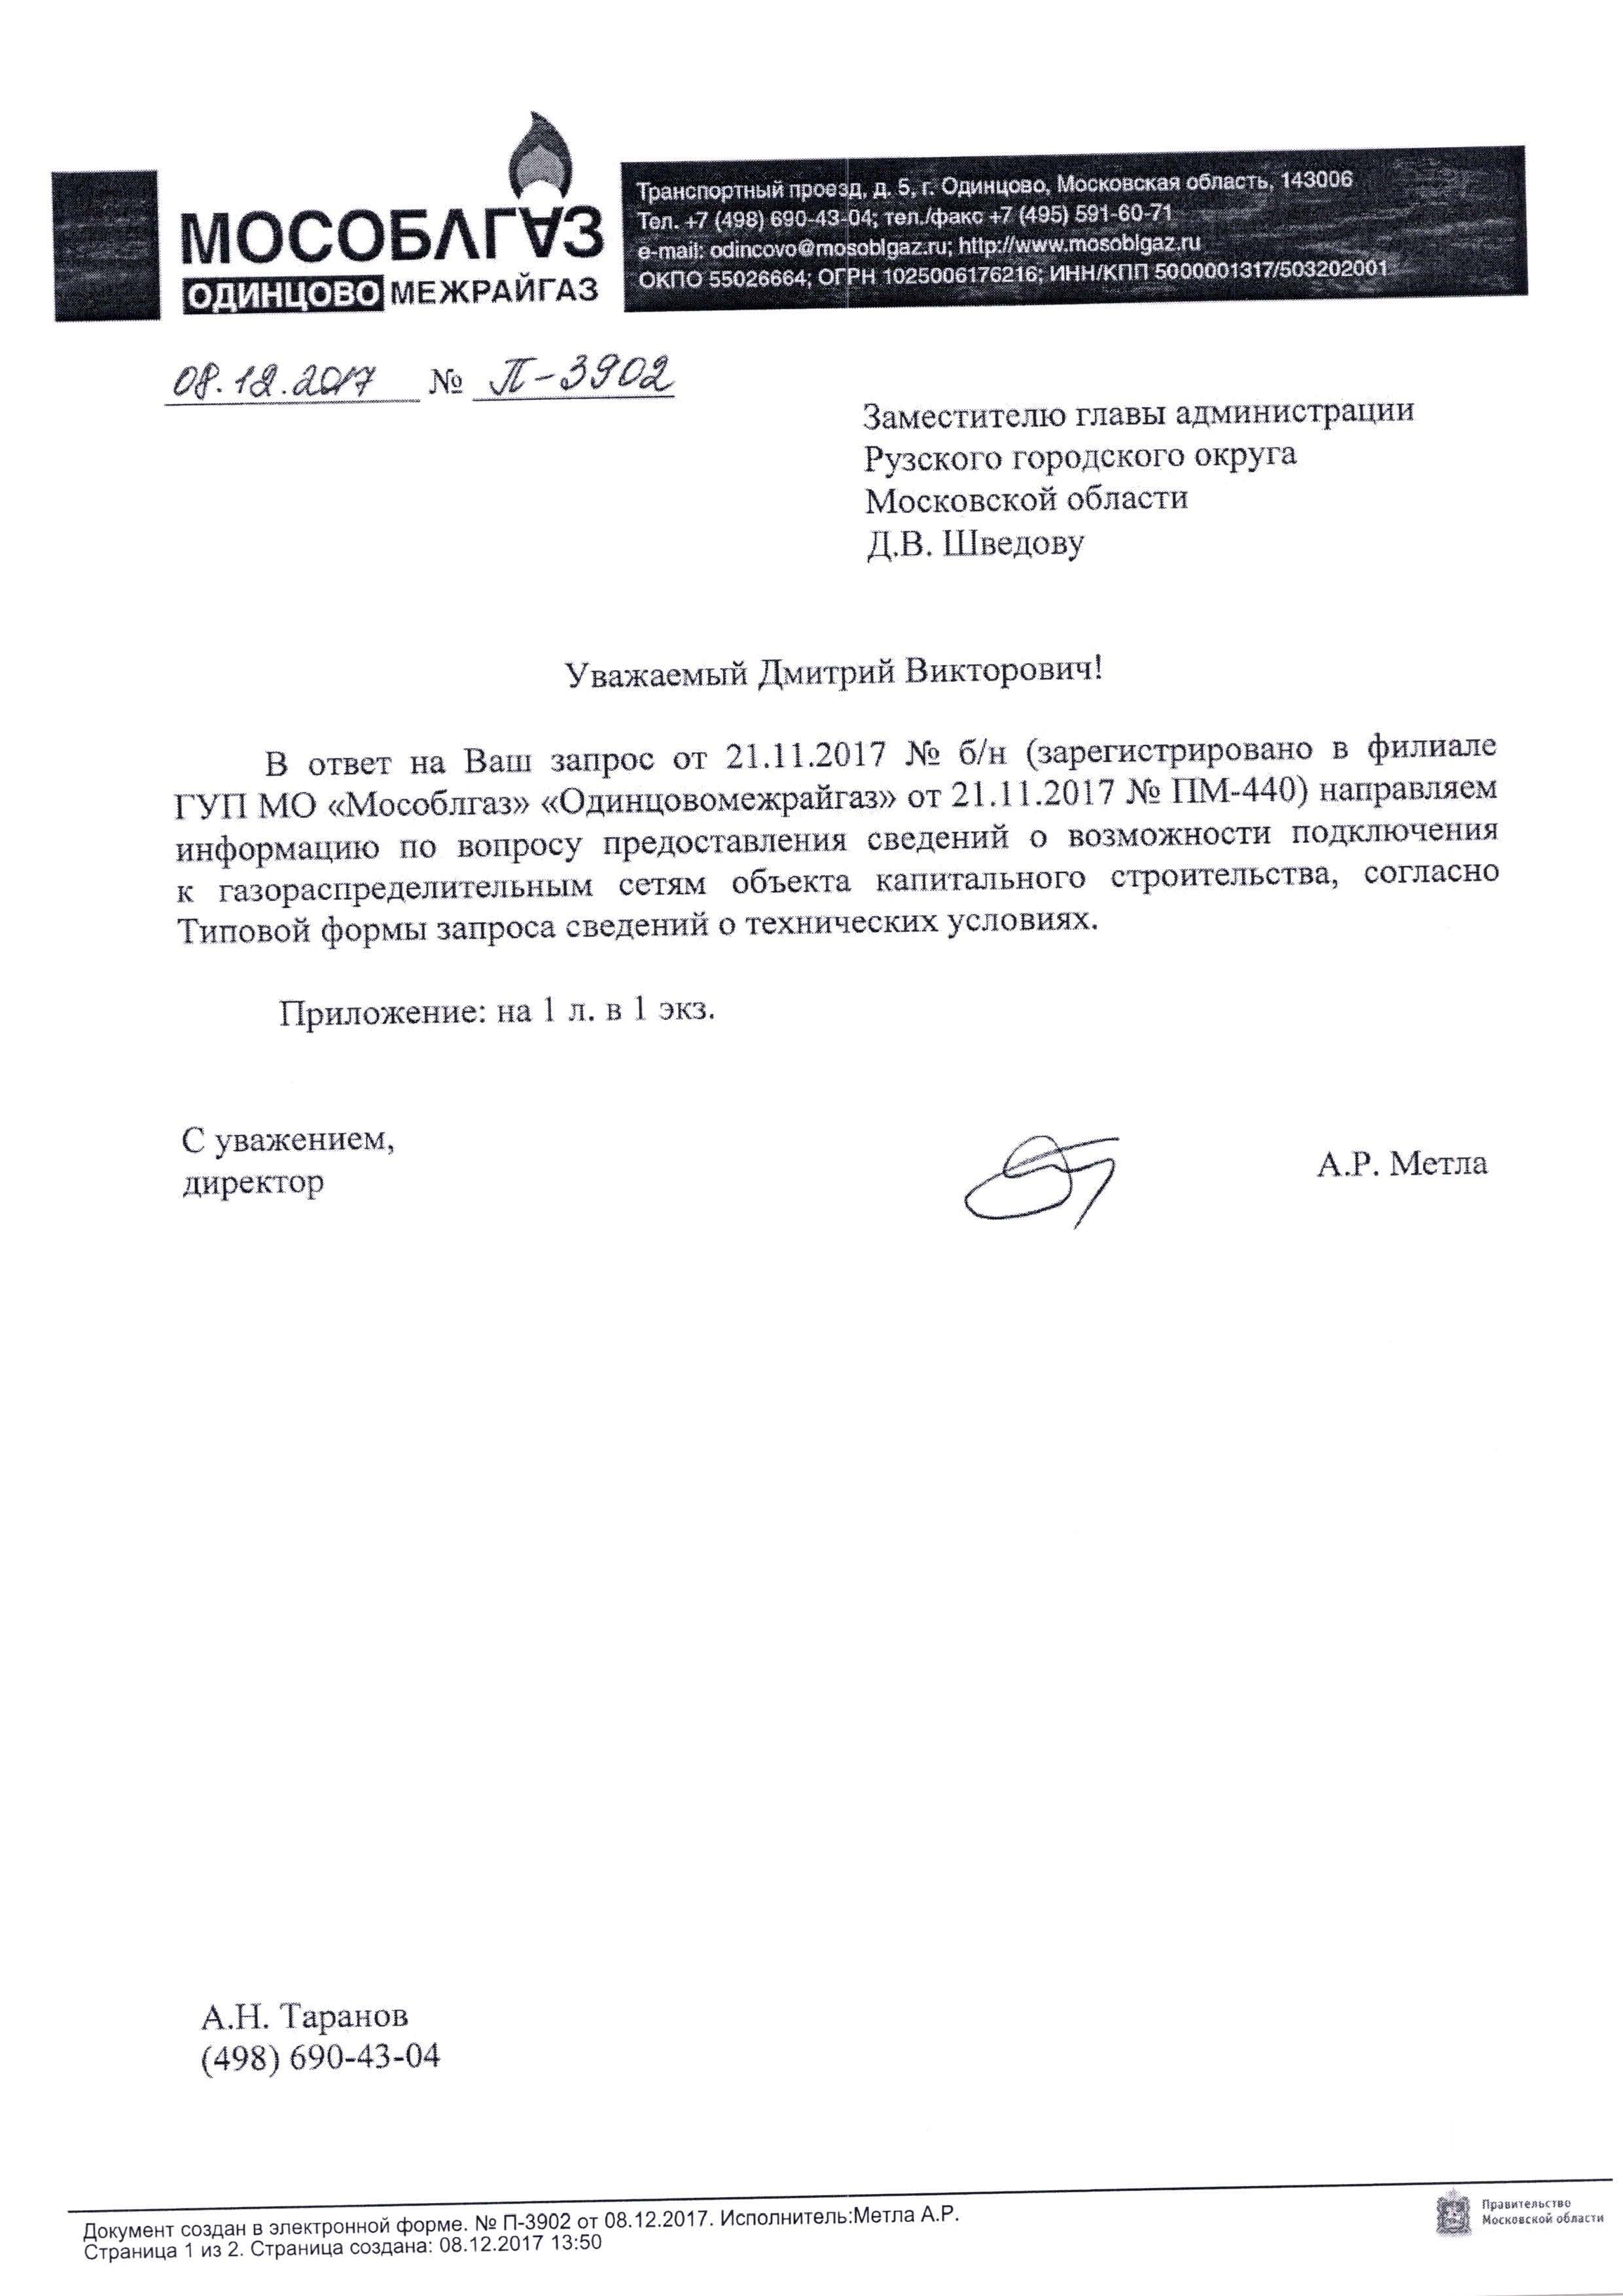 МОСОБЛГАЗ
ОДИНЦОВО МЕЖРАЙГАЗ
Транспортный проезд, д. 5, г. Одинцово, Московская область, 143006
Тел. +7 (498) 690-43-04; тел./факс +7 (495) 591-60-71
e-mail: odincovo@mosoblgaz.ru; http://www.mosoblgaz.ru
ОКПО 55026664; ОГРН 1025006176216; ИНН/КПП 5000001317/503202001
08.12.2017 № П-3902
Заместителю главы администрации
Рузского городского округа
Московской области
Д.В. Шведову
Уважаемый Дмитрий Викторович!
В ответ на Ваш запрос от 21.11.2017 № б/н (зарегистрировано в филиале
ГУП МО «Мособлгаз» «Одинцовомежрайгаз» от 21.11.2017 № ПМ-440) направляем
информацию по вопросу предоставления сведений о возможности подключения
к газораспределительным сетям объекта капитального строительства, согласно
Типовой формы запроса сведений о технических условиях.
Приложение: на 1 л. в 1 экз.
С уважением,
директор
А.Р. Метла
А.Н. Таранов
(498) 690-43-04
Документ создан в электронной форме. № П-3902 от 08.12.2017. Исполнитель:Метла А.Р.
Страница 1 из 2. Страница создана: 08.12.2017 13:50
Правительство
Московской области